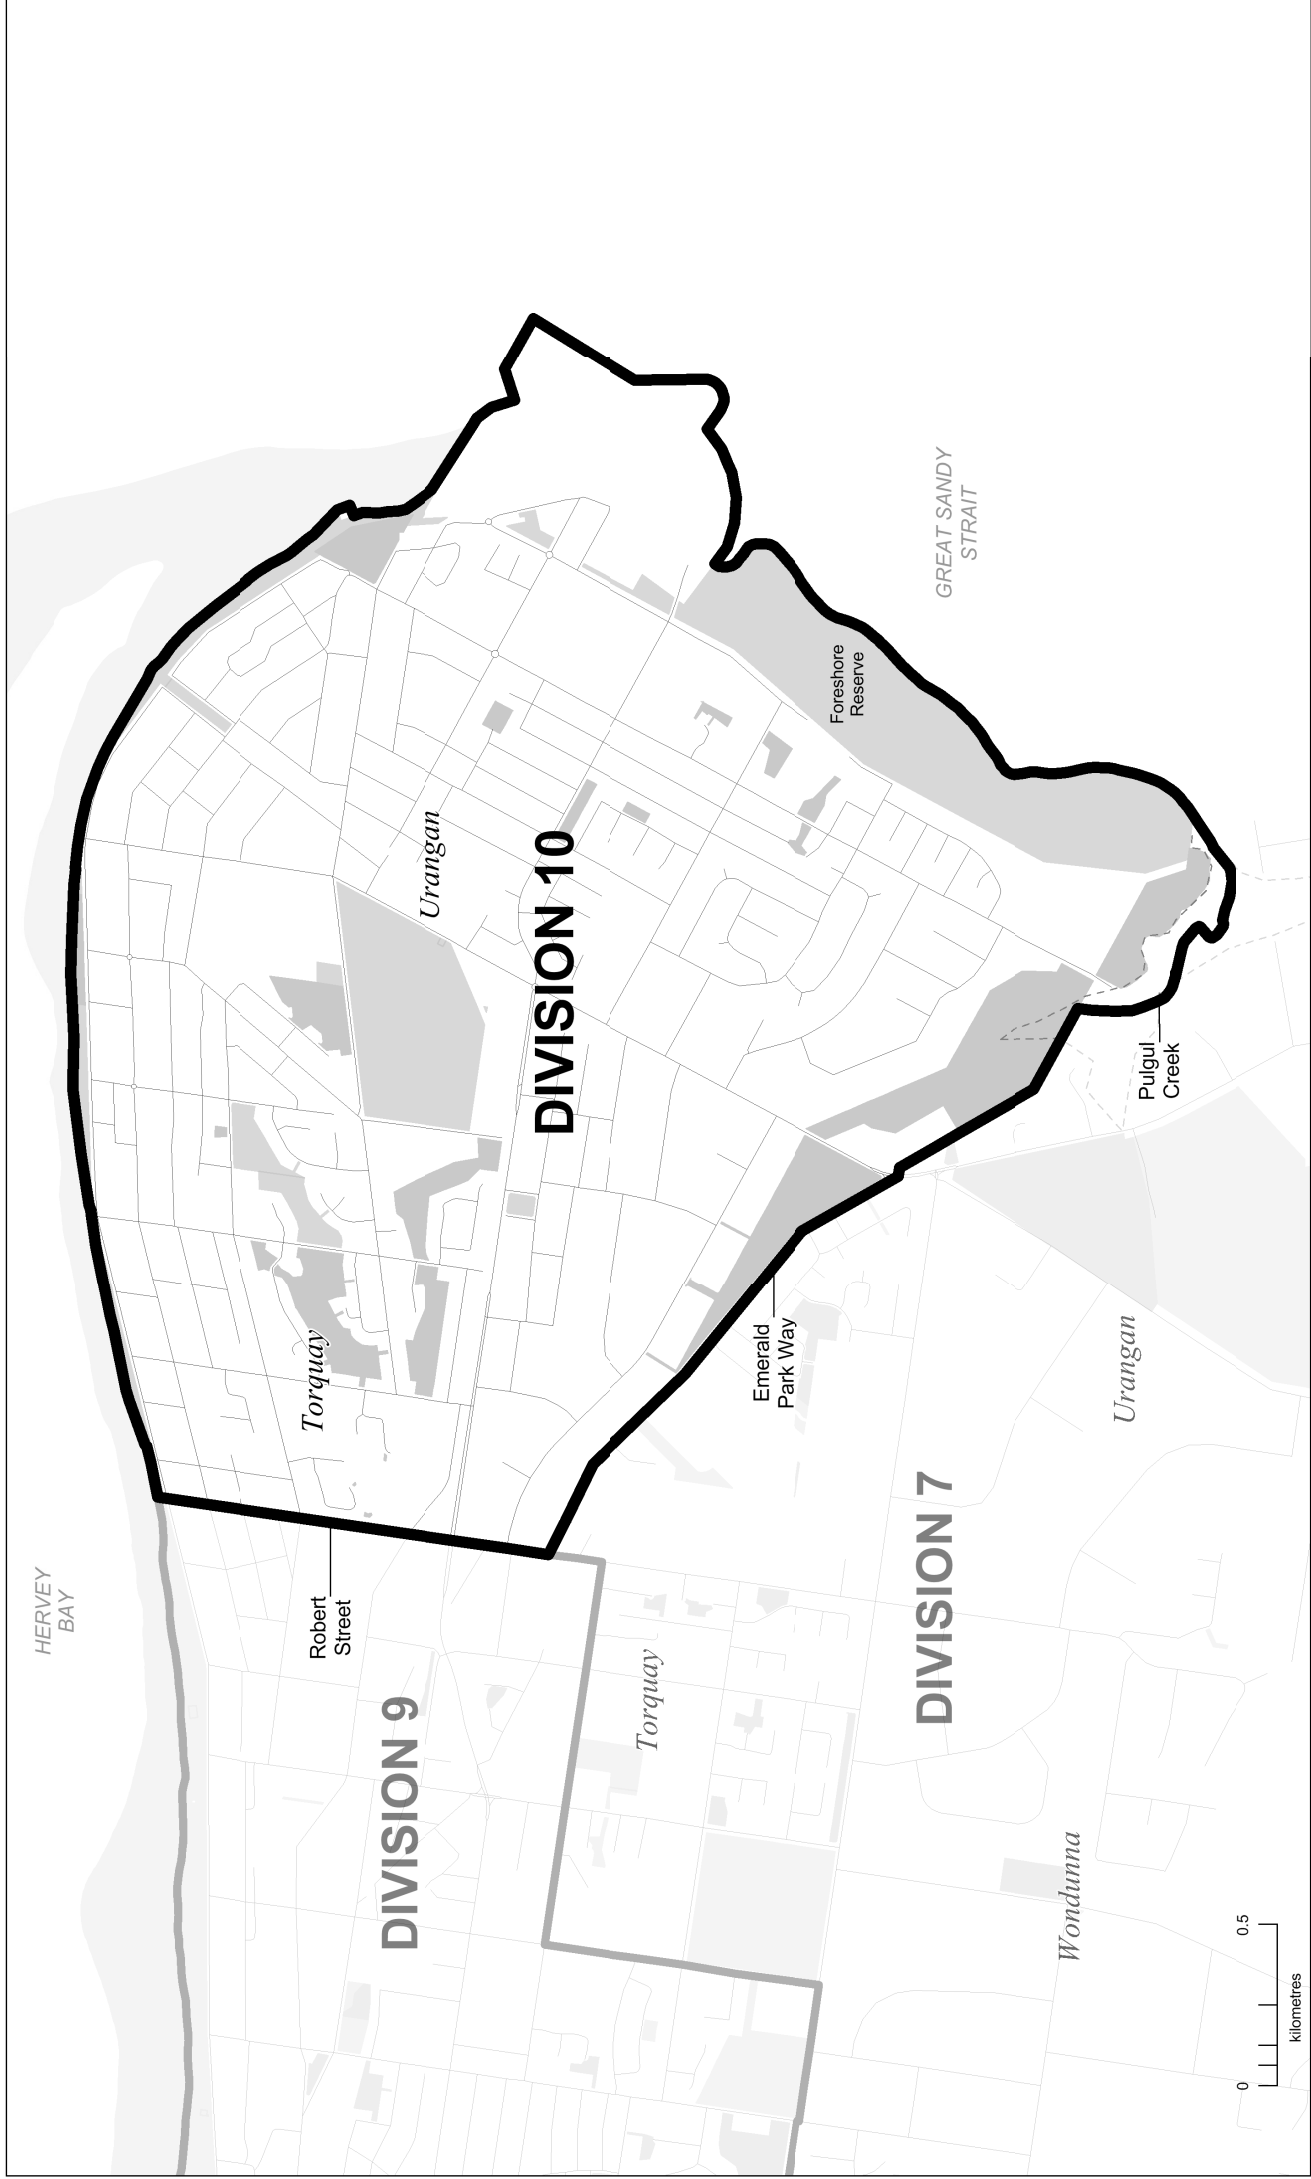 HERVEY
BAY
Robert
Street
Torquay
DIVISION 9
Urangan
DIVISION 10
Torquay
Emerald
Park Way
Foreshore
Reserve
DIVISION 7
GREAT SANDY
STRAIT
Wondunna
Urangan
Pulgul
Creek
0
0.5
kilometres